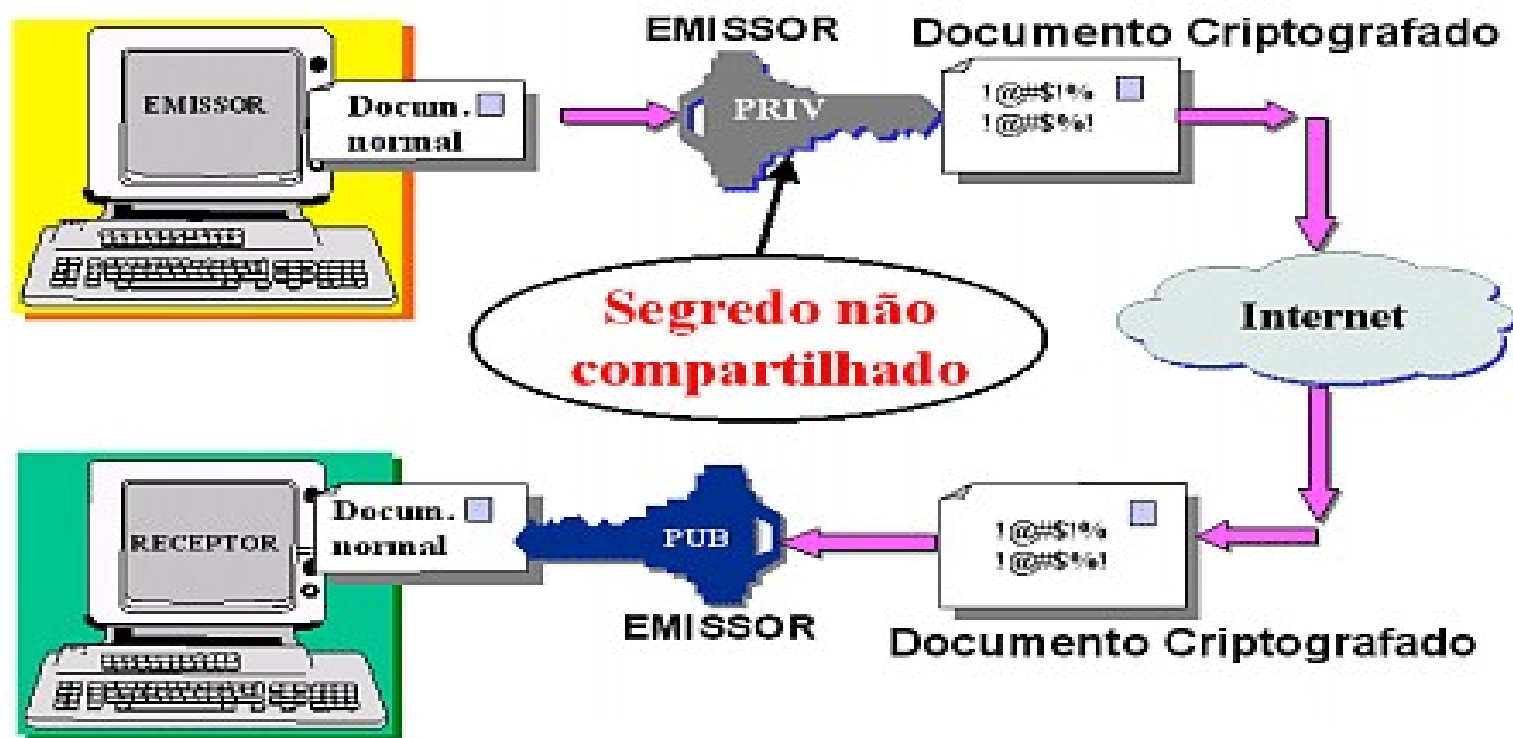 EMISSOR
Documento Criptografado
EMISSOR
Docum.
normal
PRIV
!@#$!%
!@#$%!
Segredo não
compartilhado
Internet
RECEPTOR
Docum.
normal
PUB
!@#$!%
!@#$%!
EMISSOR
Documento Criptografado